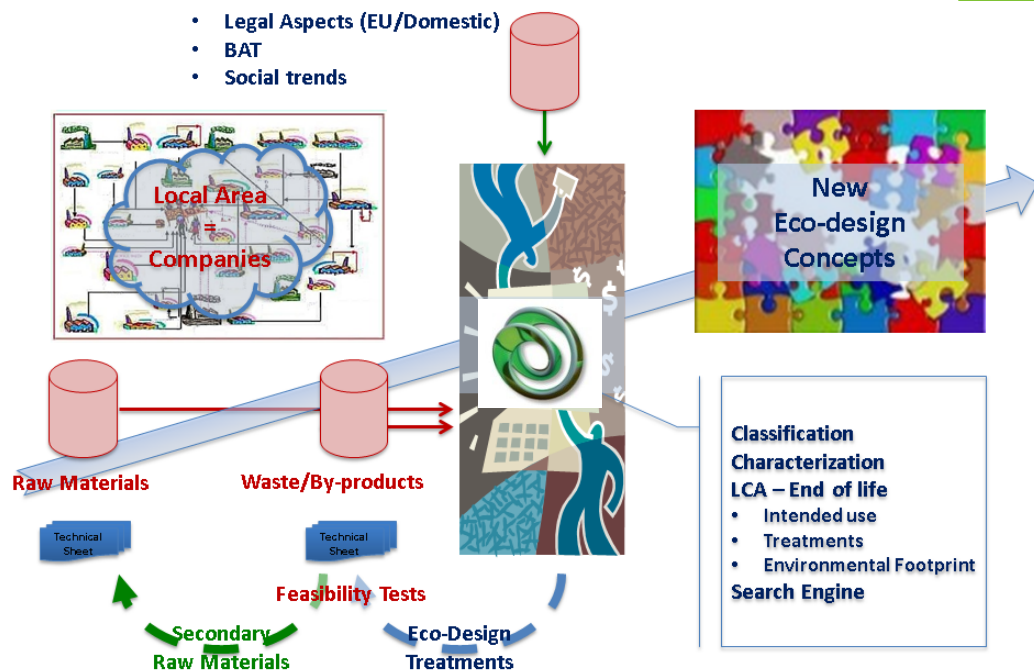 • Legal Aspects (EU/Domestic)
• BAT
• Social trends
Local Area
=
Companies
New
Eco-design
Concepts
$
$
$
Raw Materials
Waste/By-products
Technical
Sheet
Technical
Sheet
Feasibility Tests
Secondary
Raw Materials
Eco-Design
Treatments
Classification
Characterization
LCA – End of life
• Intended use
• Treatments
• Environmental Footprint
Search Engine